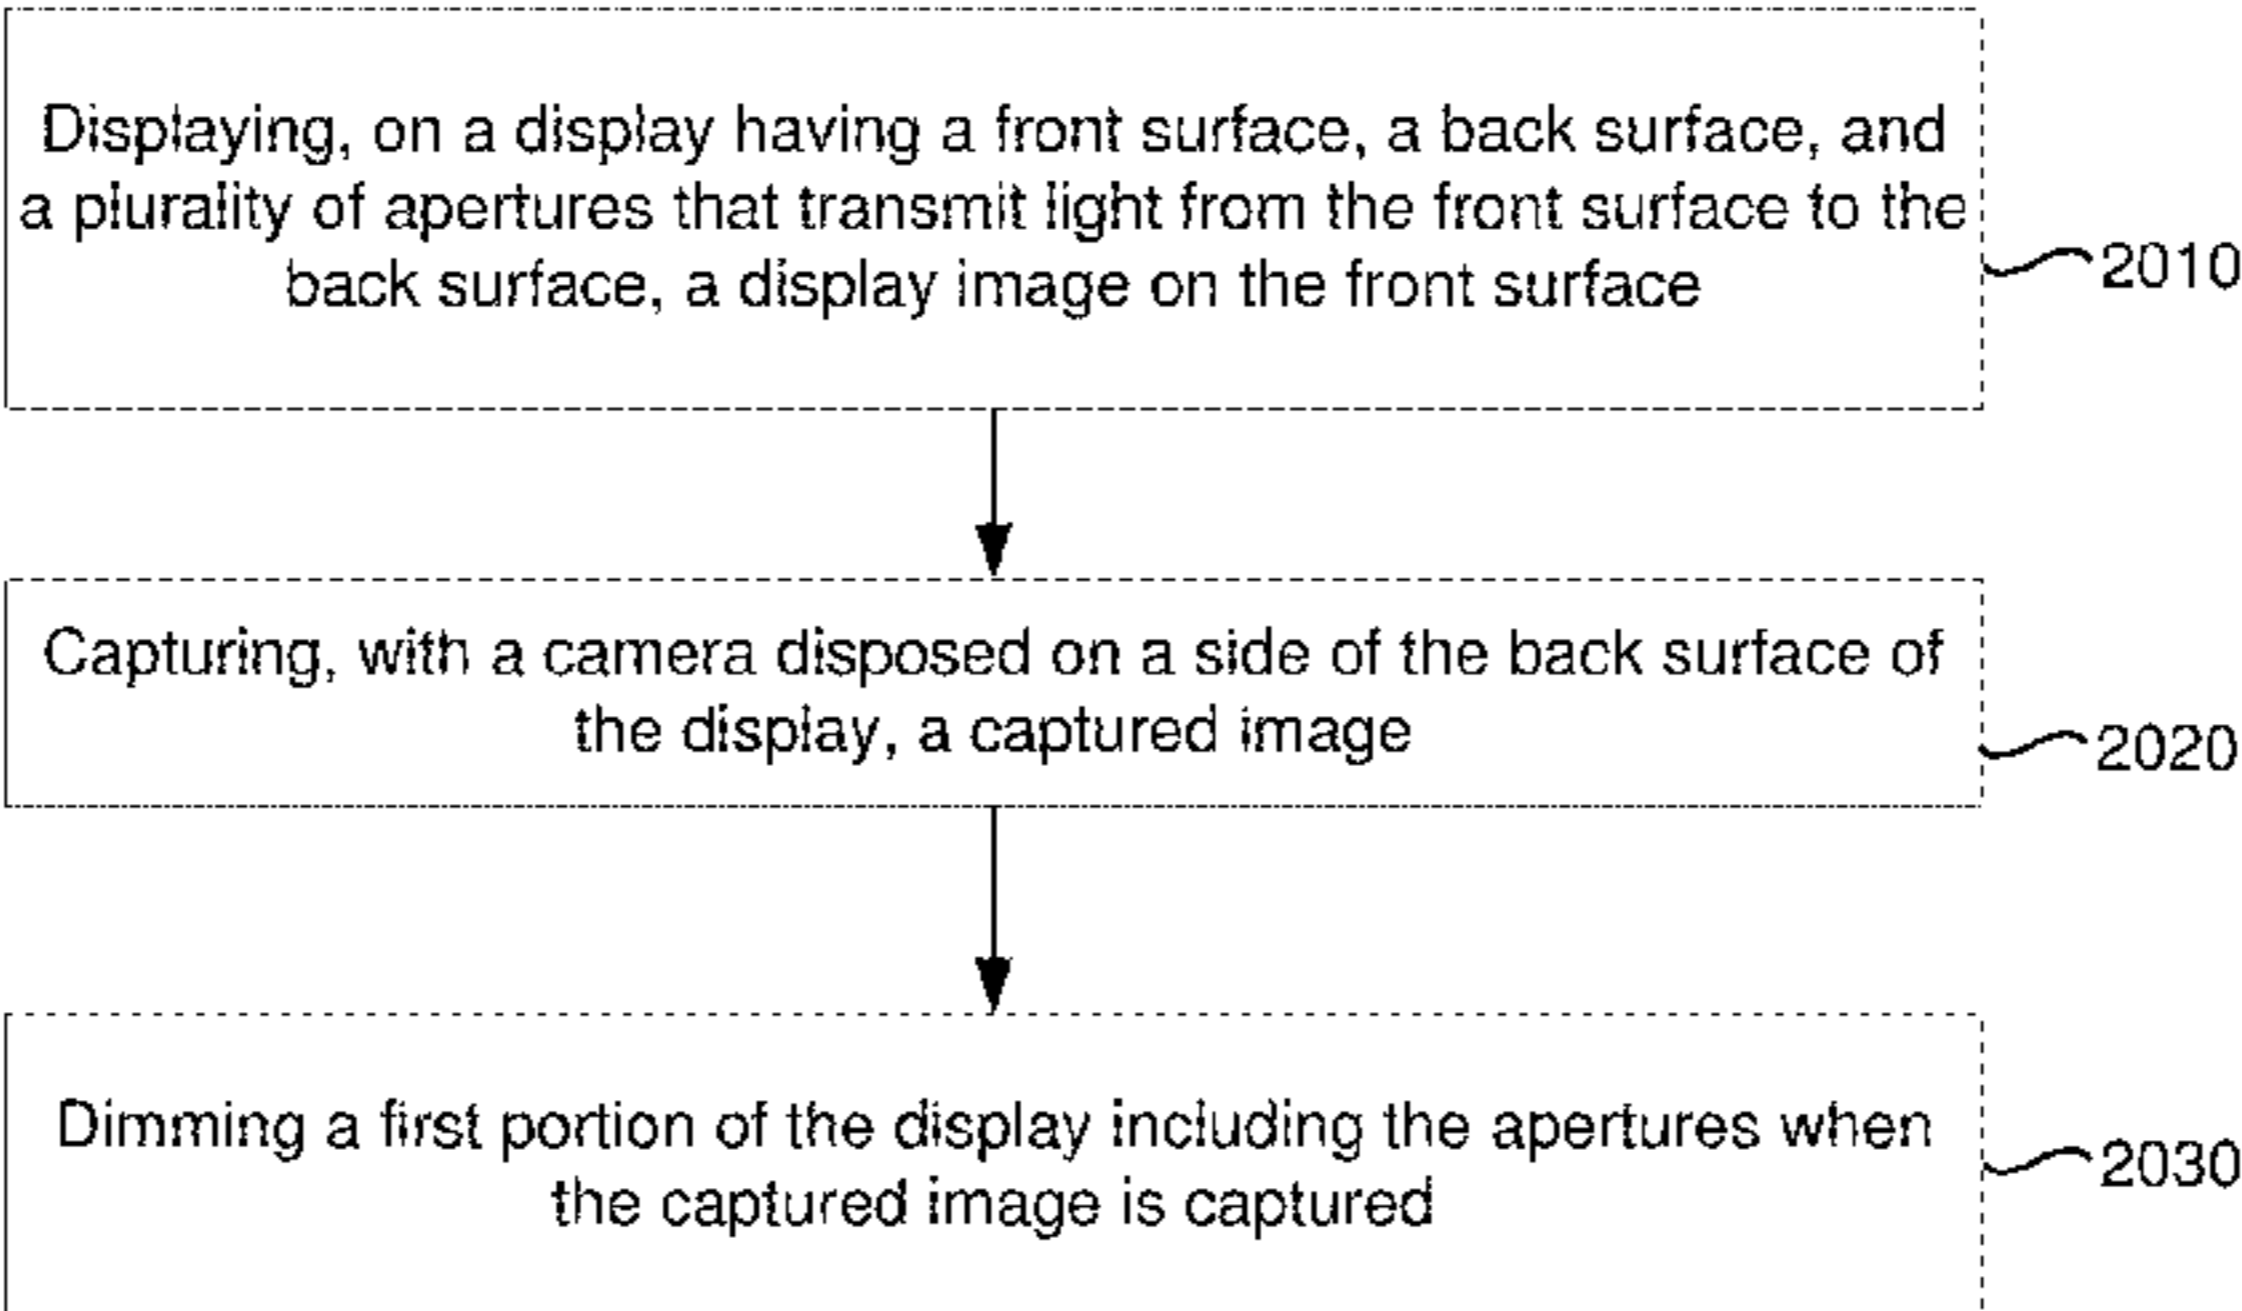 Displaying, on a display having a front surface, a back surface, and
a plurality of apertures that transmit light from the front surface to the
back surface, a display image on the front surface
2010
Capturing, with a camera disposed on a side of the back surface of
the display, a captured image
2020
Dimming a first portion of the display including the apertures when
the captured image is captured
2030